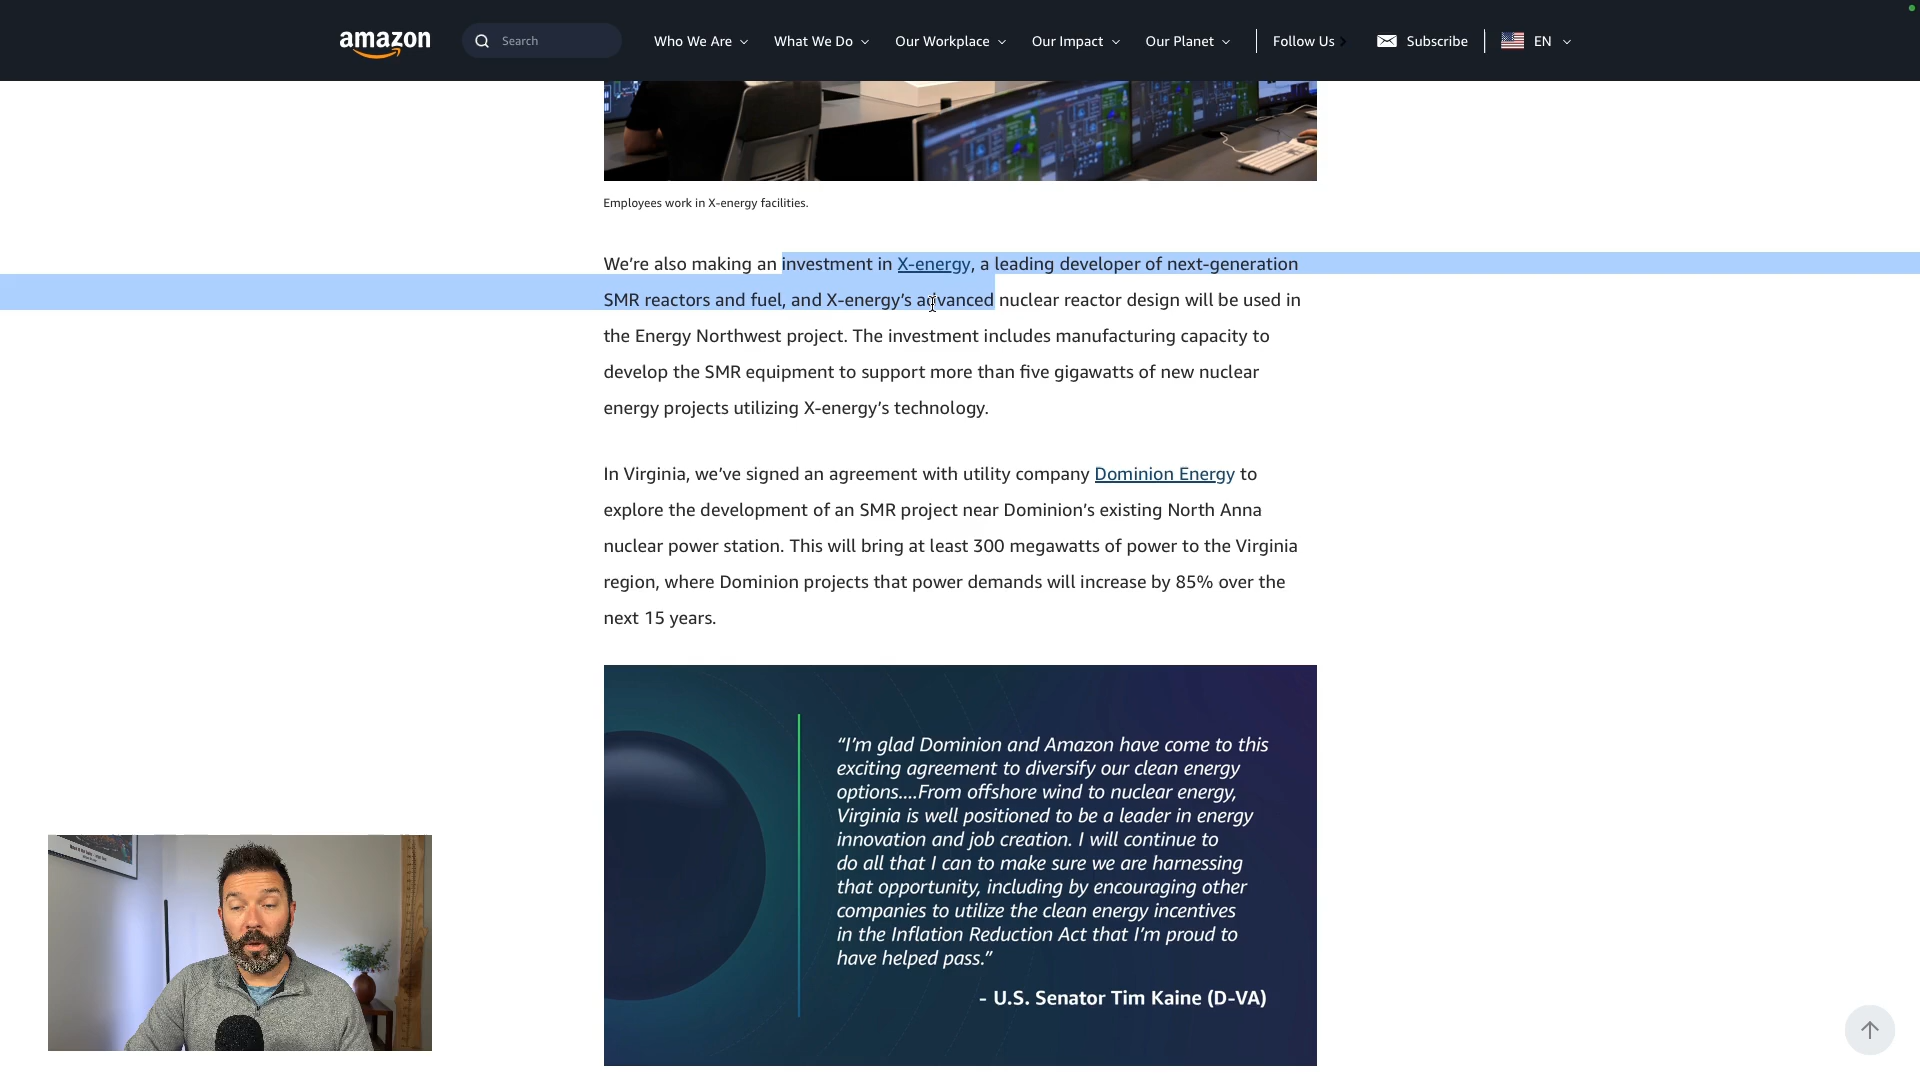 amazon
Search
Who We Are
What We Do
Our Workplace
Our Impact
Our Planet
Follow Us
Subscribe
EN
Employees work in X-energy facilities.
We’re also making an investment in X-energy, a leading developer of next-generation
SMR reactors and fuel, and X-energy’s advanced nuclear reactor design will be used in
the Energy Northwest project. The investment includes manufacturing capacity to
develop the SMR equipment to support more than five gigawatts of new nuclear
energy projects utilizing X-energy’s technology.
In Virginia, we’ve signed an agreement with utility company Dominion Energy to
explore the development of an SMR project near Dominion’s existing North Anna
nuclear power station. This will bring at least 300 megawatts of power to the Virginia
region, where Dominion projects that power demands will increase by 85% over the
next 15 years.
“I’m glad Dominion and Amazon have come to this
exciting agreement to diversify our clean energy
options....From offshore wind to nuclear energy,
Virginia is well positioned to be a leader in energy
innovation and job creation. I will continue to
do all that I can to make sure we are harnessing
that opportunity, including by encouraging other
companies to utilize the clean energy incentives
in the Inflation Reduction Act that I’m proud to
have helped pass.”
- U.S. Senator Tim Kaine (D-VA)